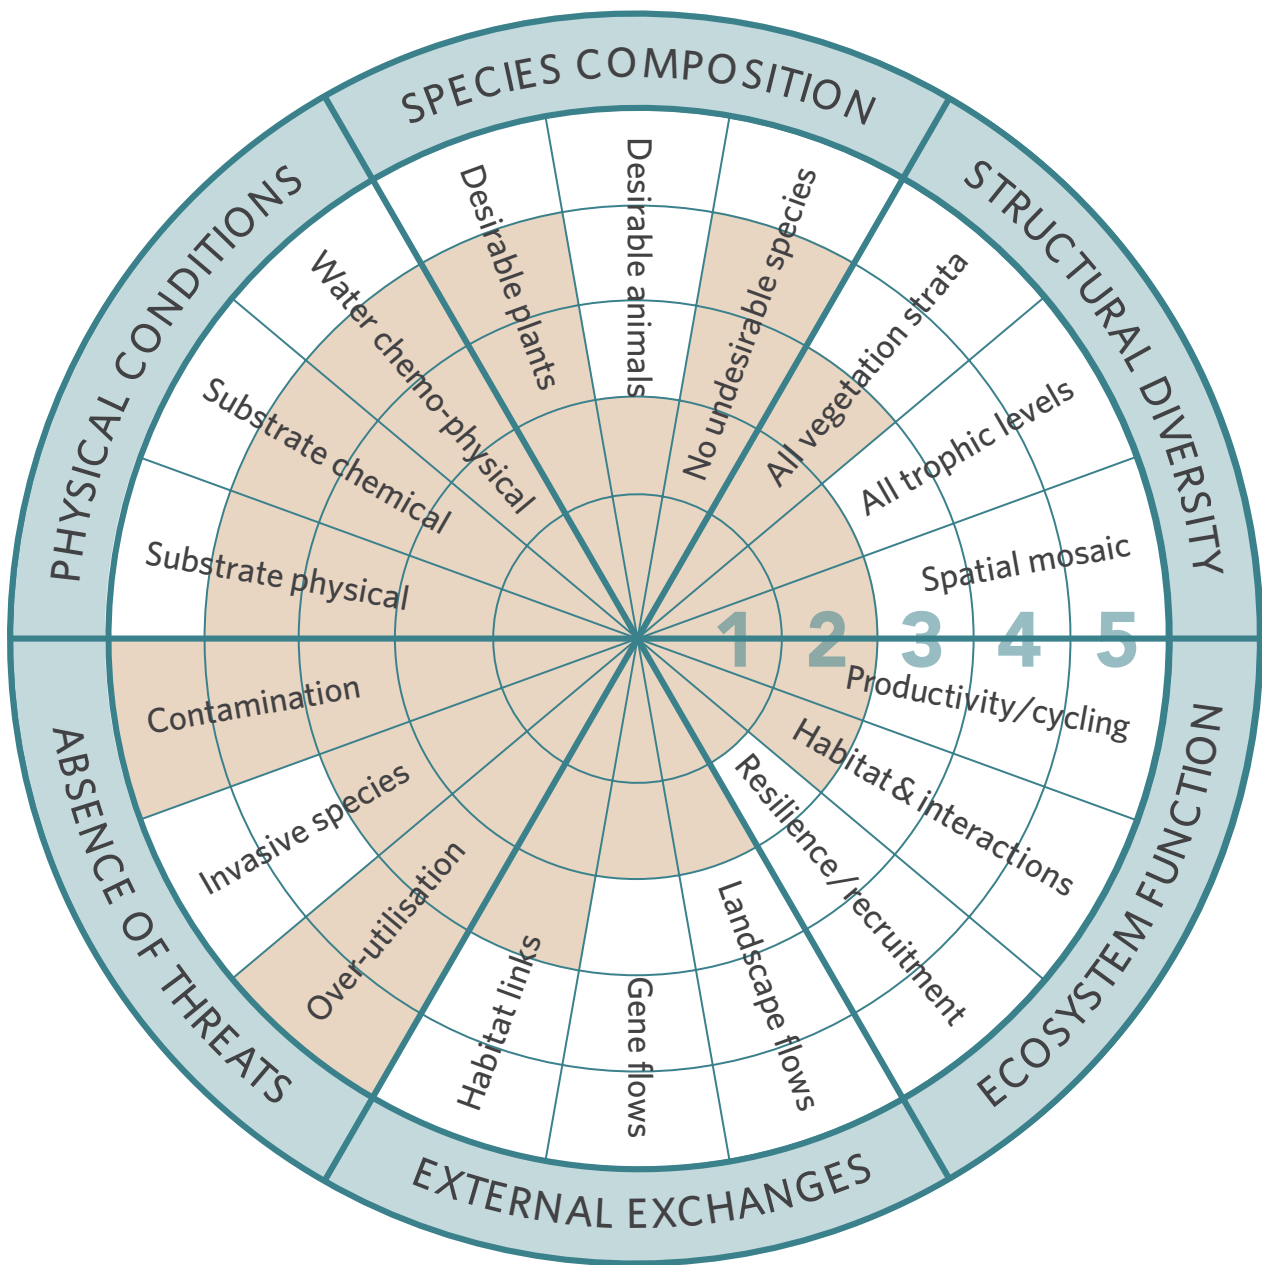 SPECIES COMPOSITION
Desirable plants
Desirable animals
No undesirable species
STRUCTURAL DIVERSITY
All vegetation strata
All trophic levels
Spatial mosaic
1 2 3 4 5
ECOSYSTEM FUNCTION
Productivity/cycling
Habitat & interactions
Resilience/recruitment
EXTERNAL EXCHANGES
Landscape flows
Gene flows
Habitat links
ABSENCE OF THREATS
Over-utilisation
Invasive species
Contamination
PHYSICAL CONDITIONS
Substrate physical
Substrate chemical
Water chemo-physical